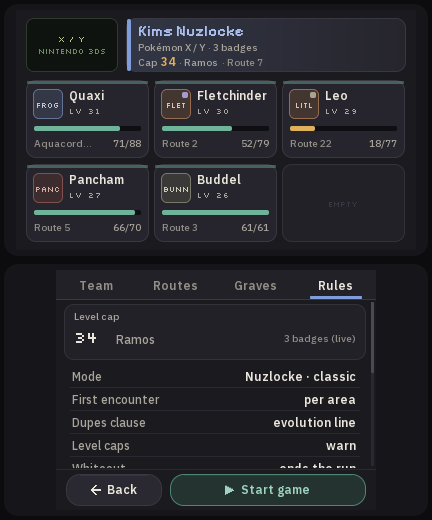 X / Y
NINTENDO 3DS
Kims Nuzlocke
Pokémon X / Y · 3 badges
Cap 34 · Ramos · Route 7
FROG
Quaxi
LV 31
Aquacord... 71/88
FLET
Fletchinder
LV 30
Route 2 52/79
LITL
Leo
LV 29
Route 22 18/77
PANC
Pancham
LV 27
Route 5 66/70
BUNN
Buddel
LV 26
Route 3 61/61
EMPTY
Team Routes Graves Rules
Level cap
34 Ramos 3 badges (live)
Mode Nuzlocke · classic
First encounter per area
Dupes clause evolution line
Level caps warn
Whiteout ends the run
← Back ▶ Start game